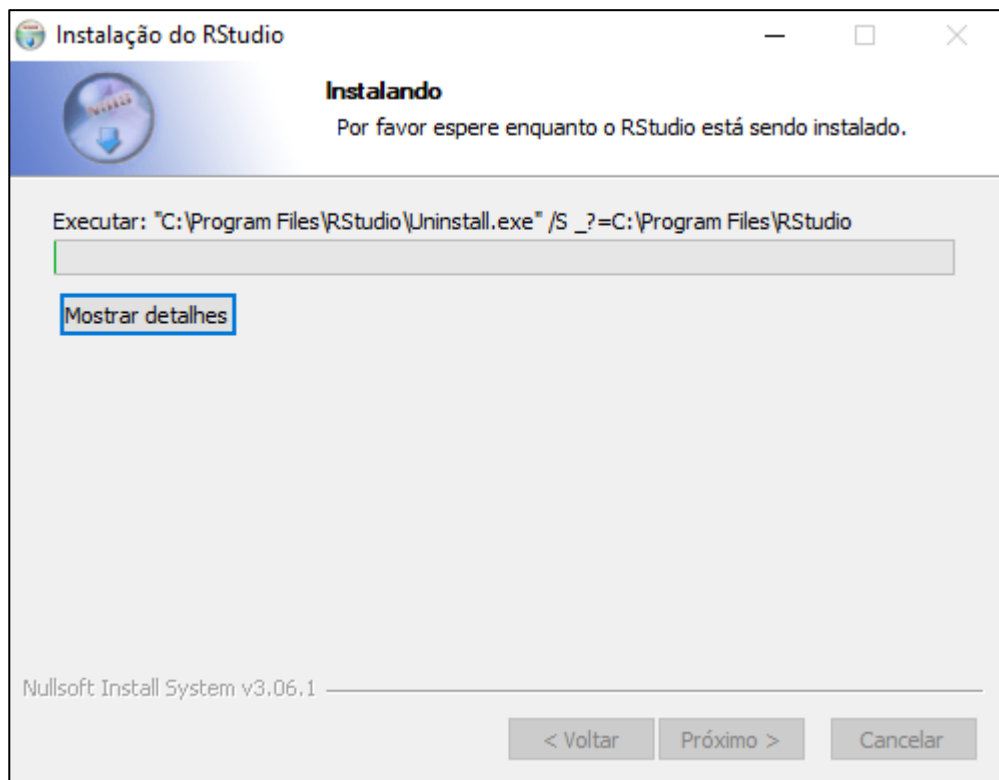 Instalação do RStudio
Instalando
Por favor espere enquanto o RStudio está sendo instalado.
Executar: "C:\Program Files\RStudio\Uninstall.exe" /S _?=C:\Program Files\RStudio
Mostrar detalhes
Nullsoft Install System v3.06.1
< Voltar Próximo > Cancelar